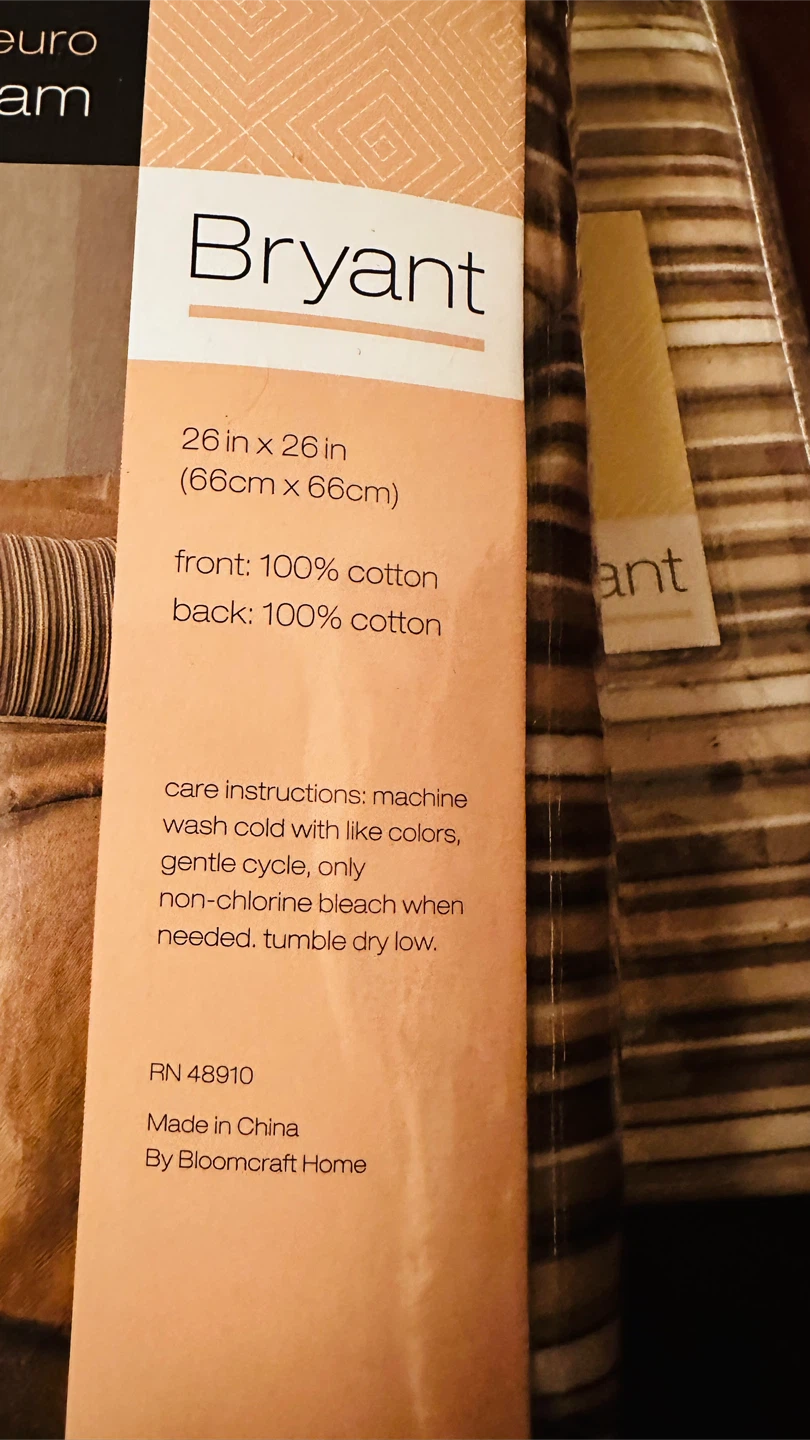 euro
am
Bryant
26 in x 26 in
(66cm x 66cm)
front: 100% cotton
back: 100% cotton
ant
care instructions: machine
wash cold with like colors,
gentle cycle, only
non-chlorine bleach when
needed. tumble dry low.
RN 48910
Made in China
By Bloomcraft Home